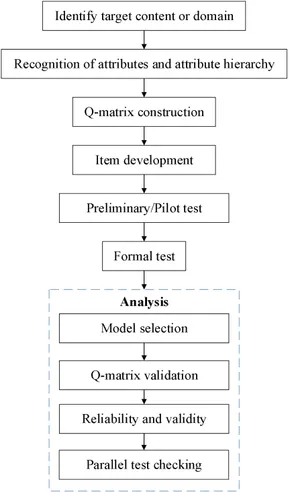 Identify target content or domain
Recognition of attributes and attribute hierarchy
Q-matrix construction
Item development
Preliminary/Pilot test
Formal test
Analysis
Model selection
Q-matrix validation
Reliability and validity
Parallel test checking